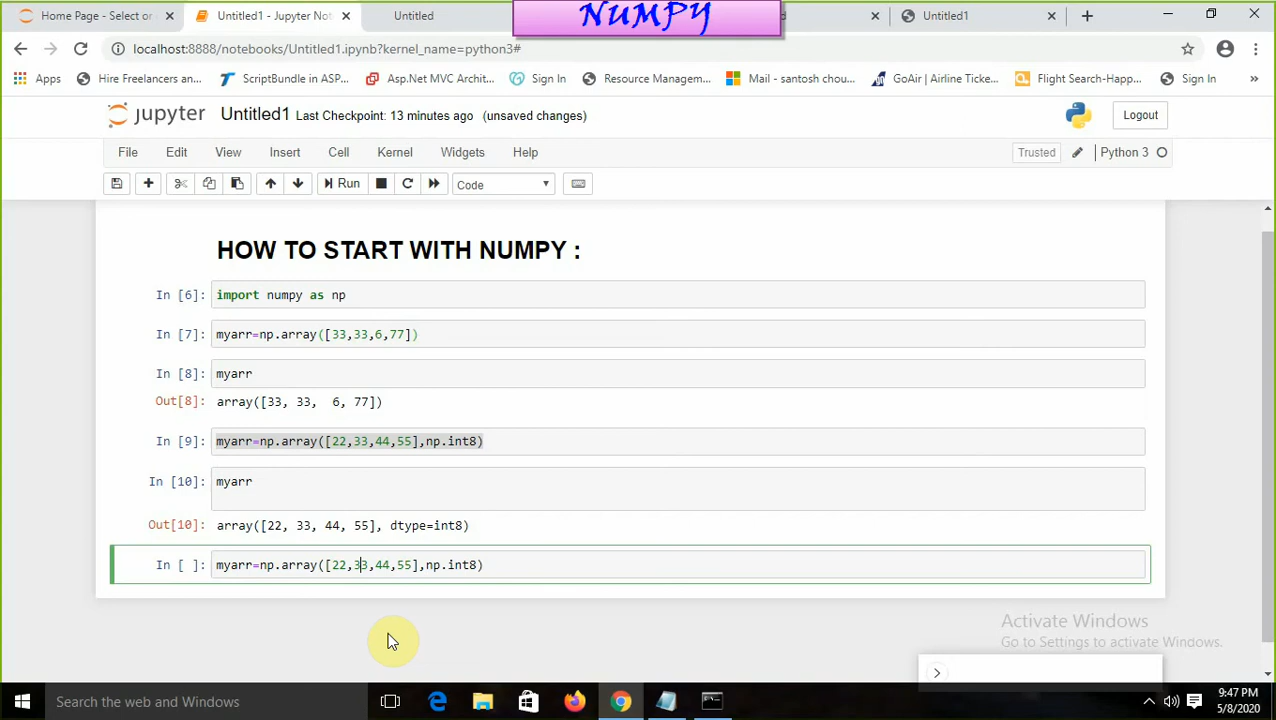 Home Page - Select or
Untitled1 - Jupyter Not
Untitled
NUMPY
Untitled1
localhost:8888/notebooks/Untitled1.ipynb?kernel_name=python3#
Apps
Hire Freelancers an...
ScriptBundle in ASP...
Asp.Net MVC Archit...
Sign In
Resource Managem...
Mail - santosh chou...
GoAir | Airline Ticke...
Flight Search-Happ...
Sign In
»
jupyter Untitled1 Last Checkpoint: 13 minutes ago (unsaved changes)
Logout
File Edit View Insert Cell Kernel Widgets Help
Trusted
Python 3
Run
Code
HOW TO START WITH NUMPY :
In [6]: import numpy as np
In [7]: myarr=np.array([33,33,6,77])
In [8]: myarr
Out[8]: array([33, 33,  6, 77])
In [9]: myarr=np.array([22,33,44,55],np.int8)
In [10]: myarr
Out[10]: array([22, 33, 44, 55], dtype=int8)
In [ ]: myarr=np.array([22,33,44,55],np.int8)
Activate Windows
Go to Settings to activate Windows.
Search the web and Windows
9:47 PM
5/8/2020